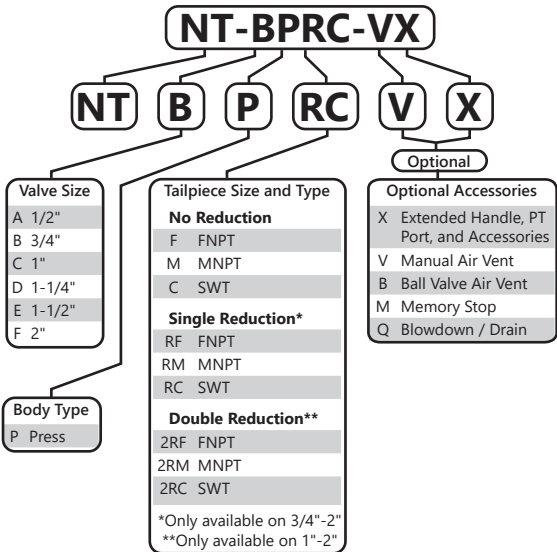 NT-BPRC-VX
NT B P RC V X
Optional
Valve Size
A 1/2"
B 3/4"
C 1"
D 1-1/4"
E 1-1/2"
F 2"
Body Type
P Press
Tailpiece Size and Type
No Reduction
F FNPT
M MNPT
C SWT
Single Reduction*
RF FNPT
RM MNPT
RC SWT
Double Reduction**
2RF FNPT
2RM MNPT
2RC SWT
*Only available on 3/4"-2"
**Only available on 1"-2"
Optional Accessories
X Extended Handle, PT
Port, and Accessories
V Manual Air Vent
B Ball Valve Air Vent
M Memory Stop
Q Blowdown / Drain